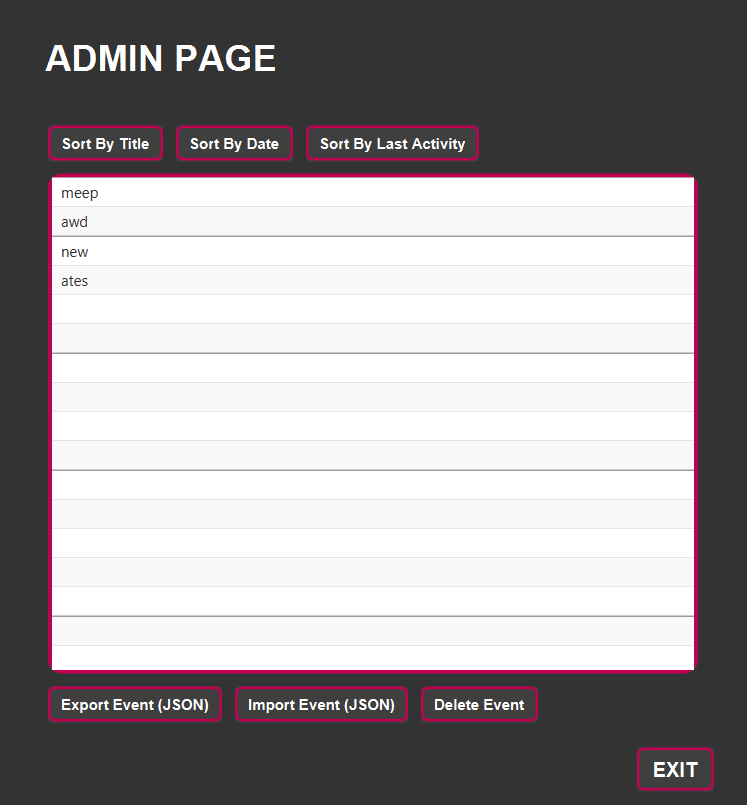 ADMIN PAGE
Sort By Title Sort By Date Sort By Last Activity
meep
awd
new
ates
Export Event (JSON) Import Event (JSON) Delete Event
EXIT